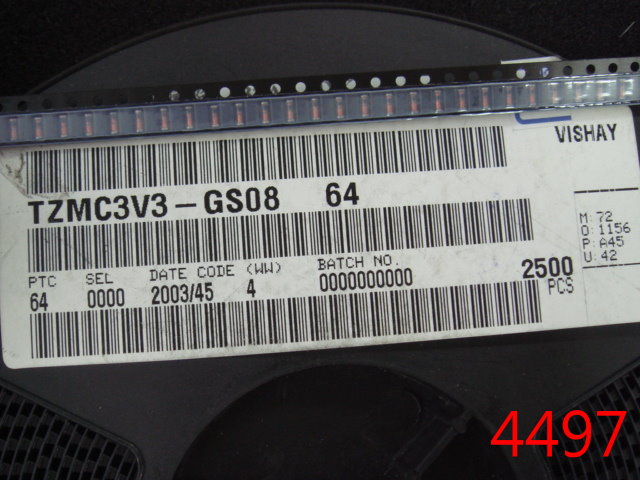 VISHAY
TZMC3V3-GS08 64
M:72
O:1156
P:A45
U:42
PTC SEL DATE CODE (WW) BATCH NO.
64 0000 2003/45 4 0000000000
2500
PCS
4497